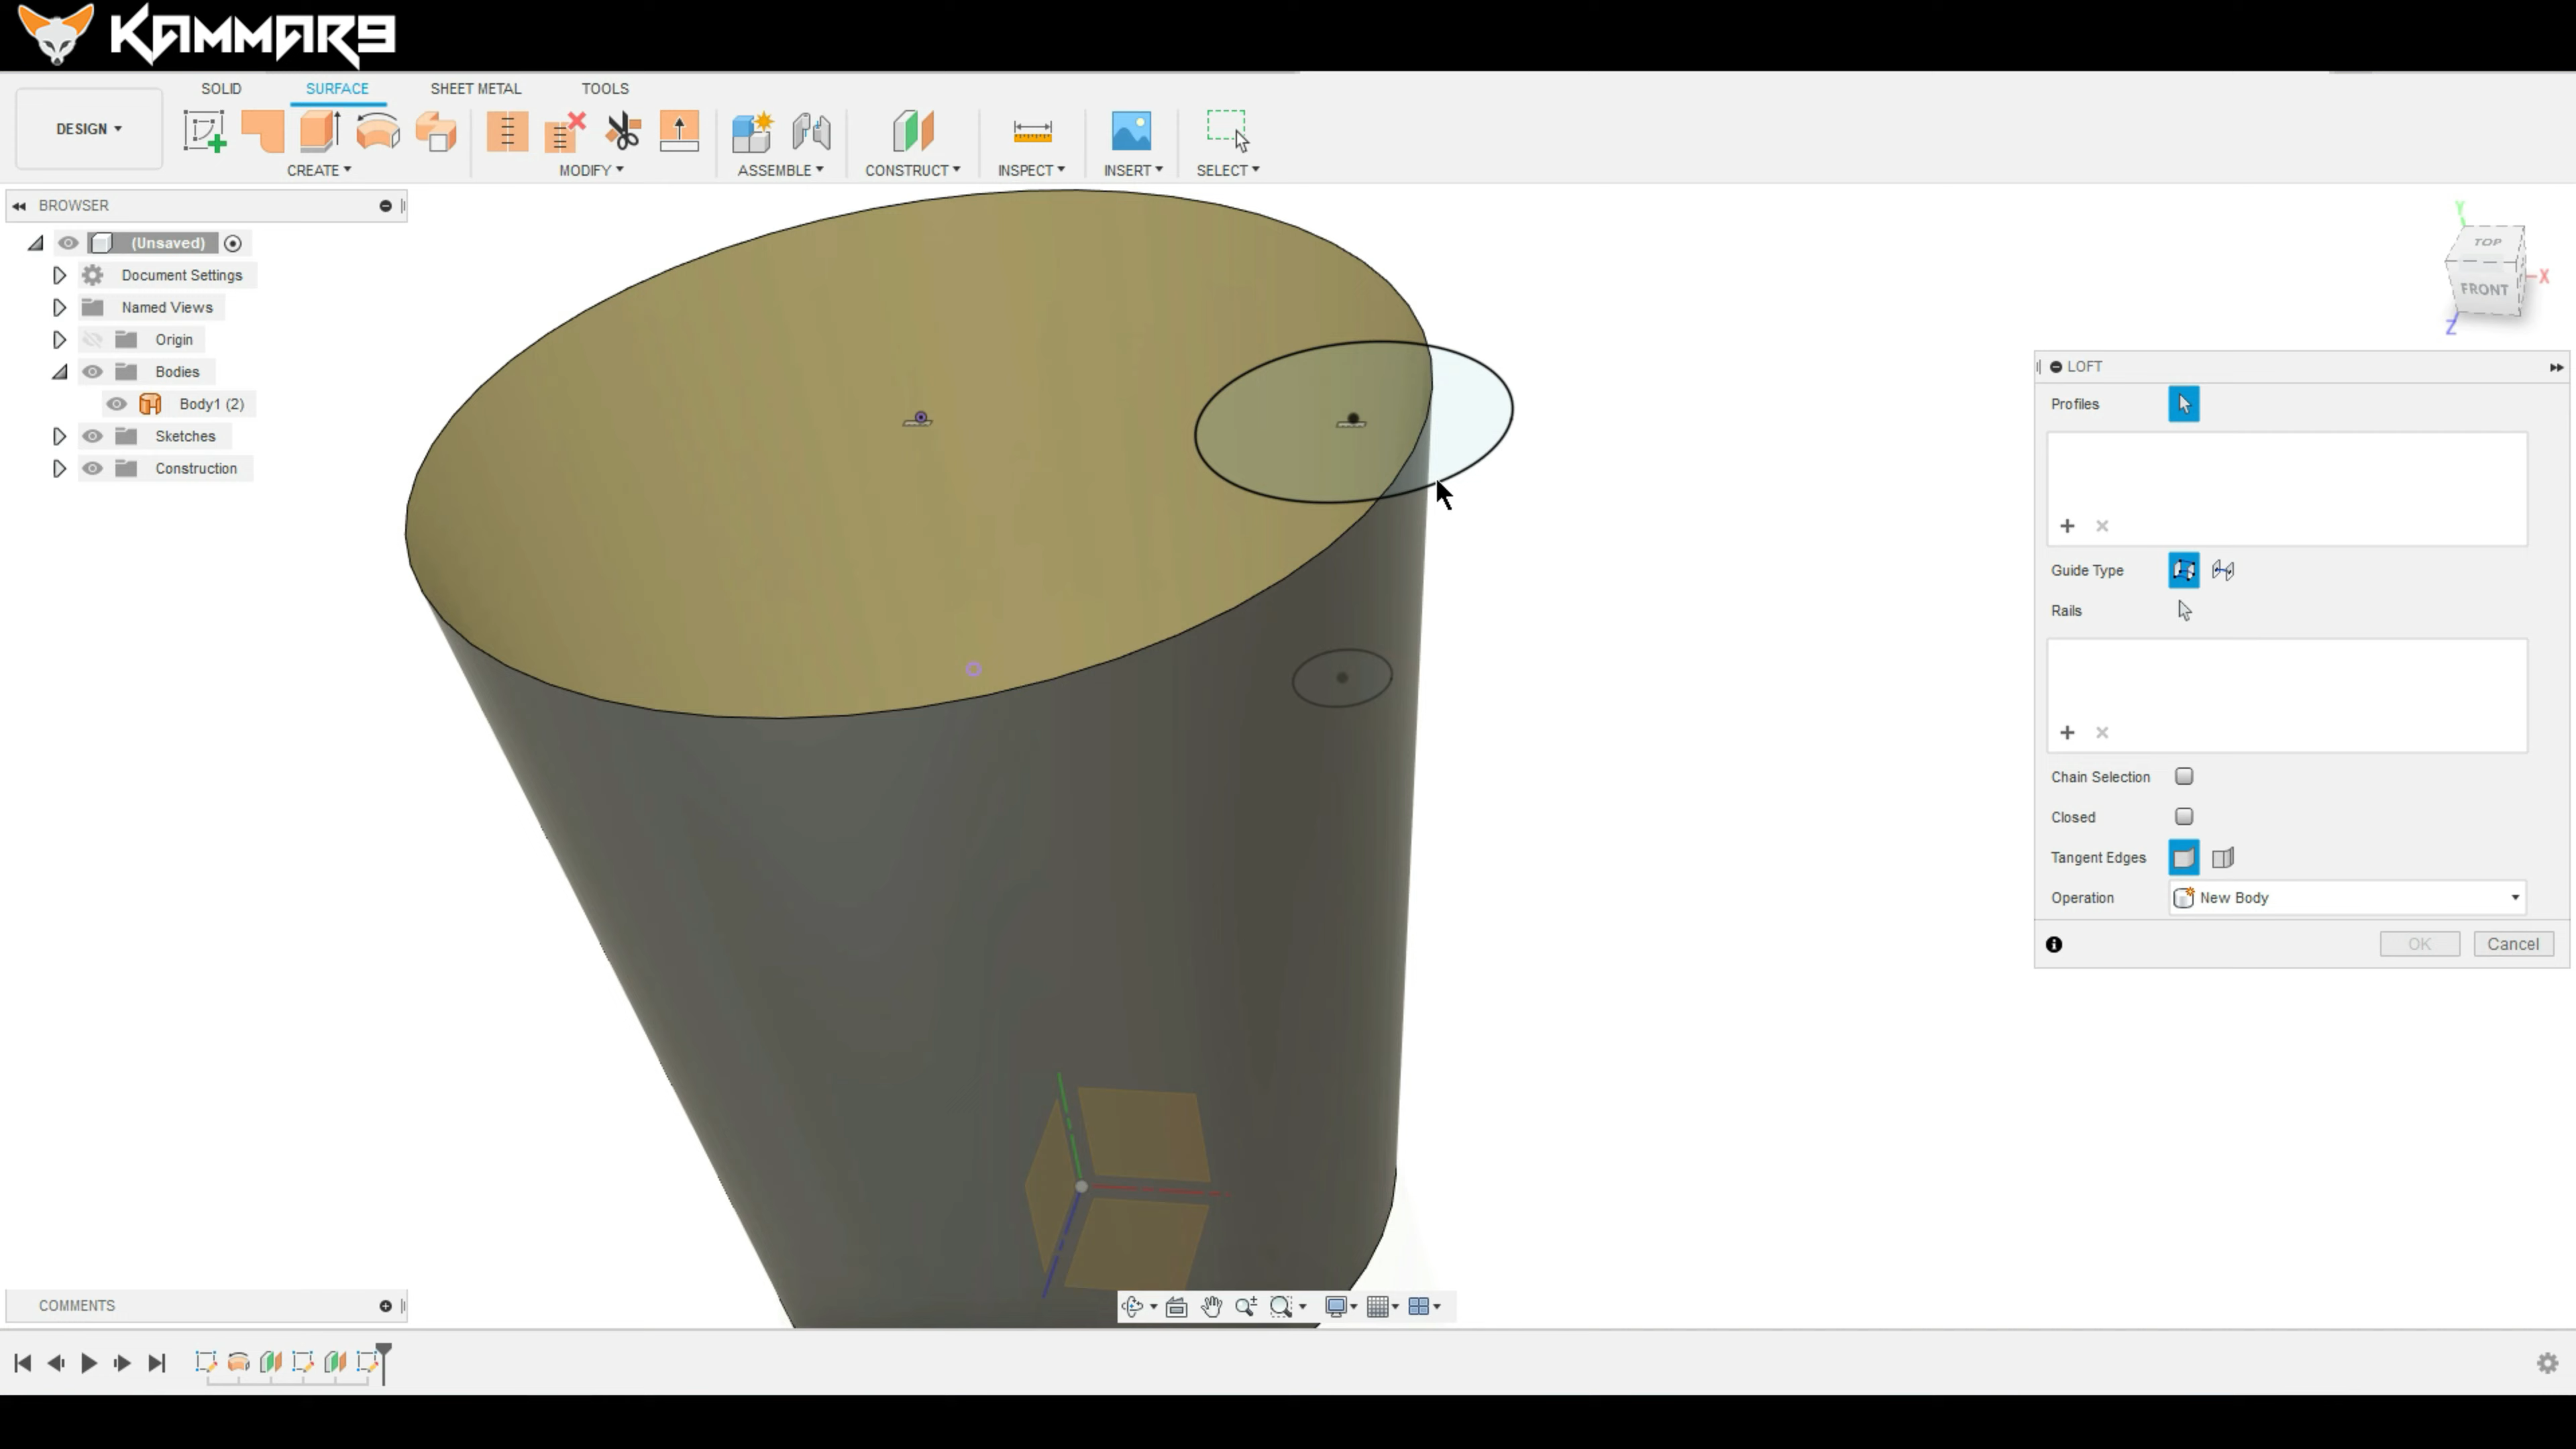 KAMMAR9
SOLID
SURFACE
SHEET METAL
TOOLS
DESIGN
CREATE
MODIFY
ASSEMBLE
CONSTRUCT
INSPECT
INSERT
SELECT
BROWSER
(Unsaved)
Document Settings
Named Views
Origin
Bodies
Body1 (2)
Sketches
Construction
Y
TOP
FRONT
X
Z
LOFT
Profiles
Guide Type
Rails
Chain Selection
Closed
Tangent Edges
Operation
New Body
OK
Cancel
COMMENTS